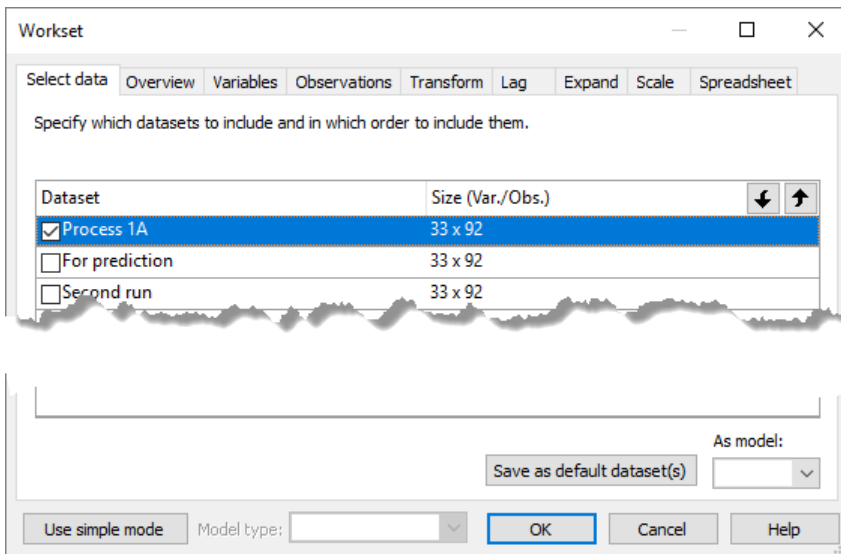 Workset
Select data Overview Variables Observations Transform Lag Expand Scale Spreadsheet
Specify which datasets to include and in which order to include them.
Dataset Size (Var./Obs.)
Process 1A 33 x 92
For prediction 33 x 92
Second run 33 x 92
As model:
Save as default dataset(s)
Use simple mode Model type: OK Cancel Help